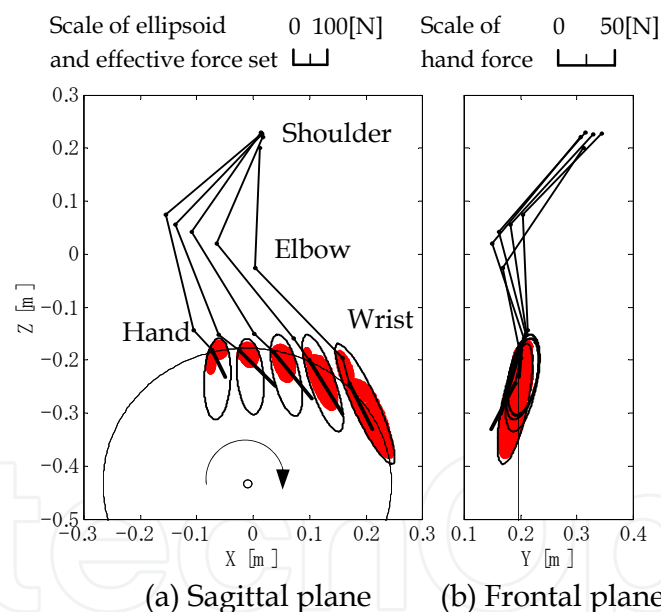 Scale of ellipsoid
and effective force set
0 100[N]
Scale of
hand force
0 50[N]
0.3
0.2
0.1
0
-0.1
-0.2
-0.3
-0.4
-0.5
Z [m]
Shoulder
Elbow
Wrist
Hand
-0.3 -0.2 -0.1 0 0.1 0.2 0.3
X [m]
0.1 0.2 0.3 0.4
Y [m]
(a) Sagittal plane
(b) Frontal plane